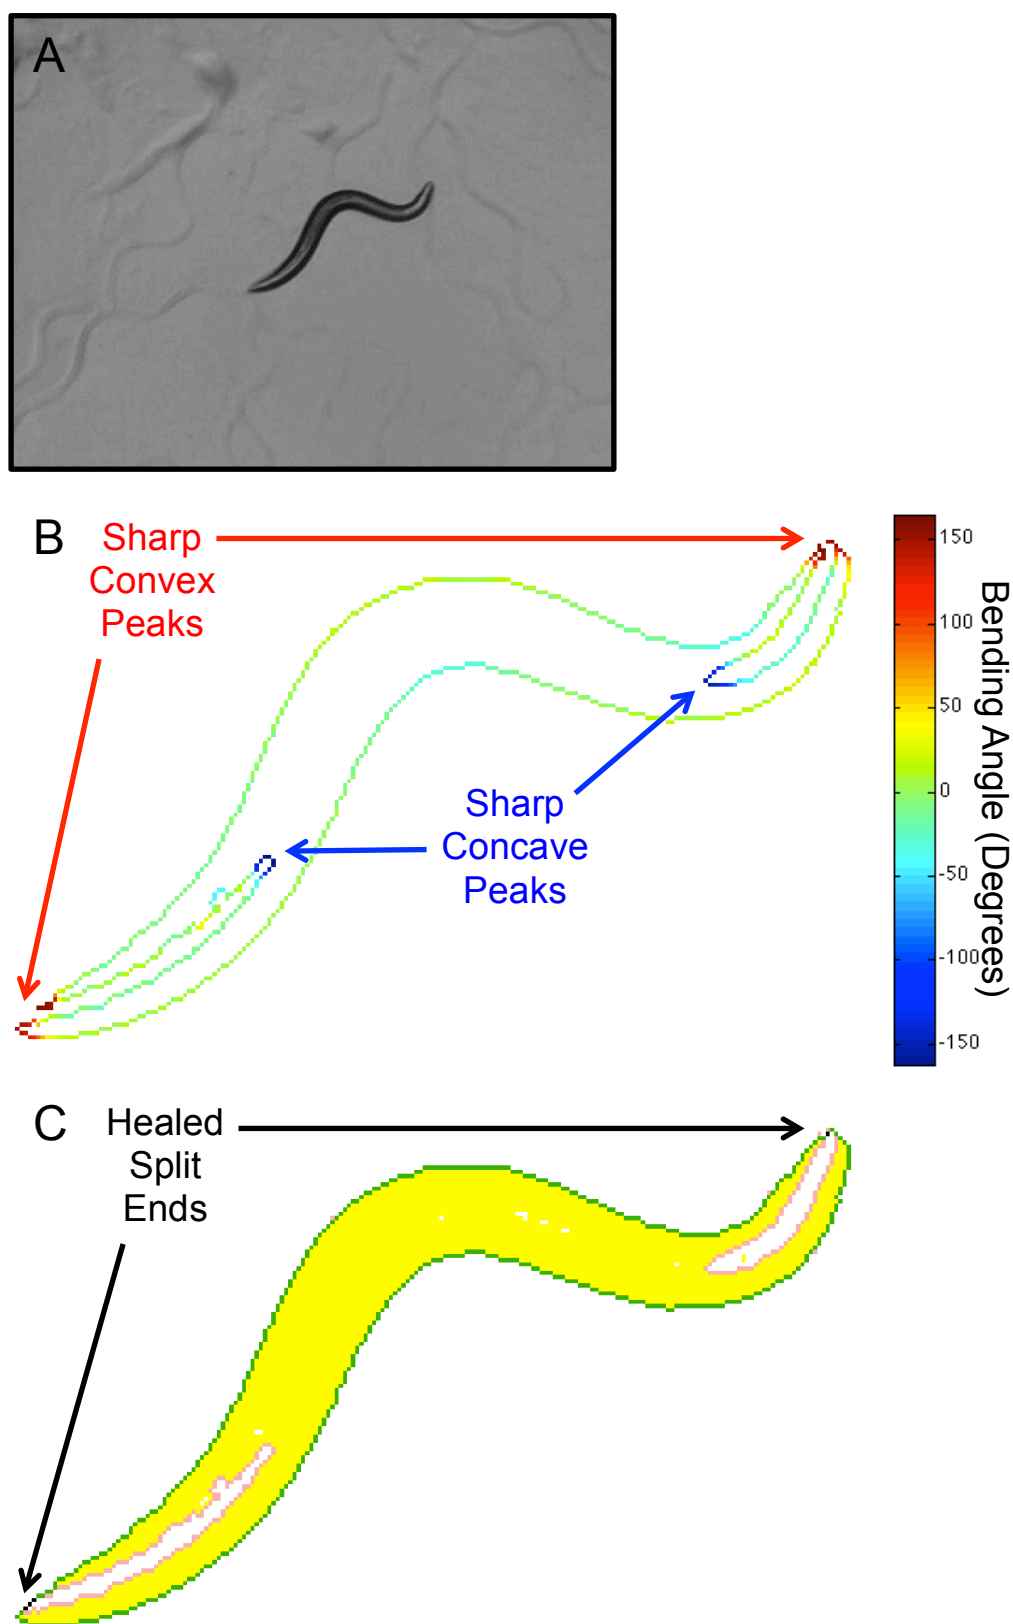 A
B
Sharp
Convex
Peaks
Sharp
Concave
Peaks
150
100
50
0
-50
-100
-150
Bending Angle (Degrees)
C
Healed
Split
Ends